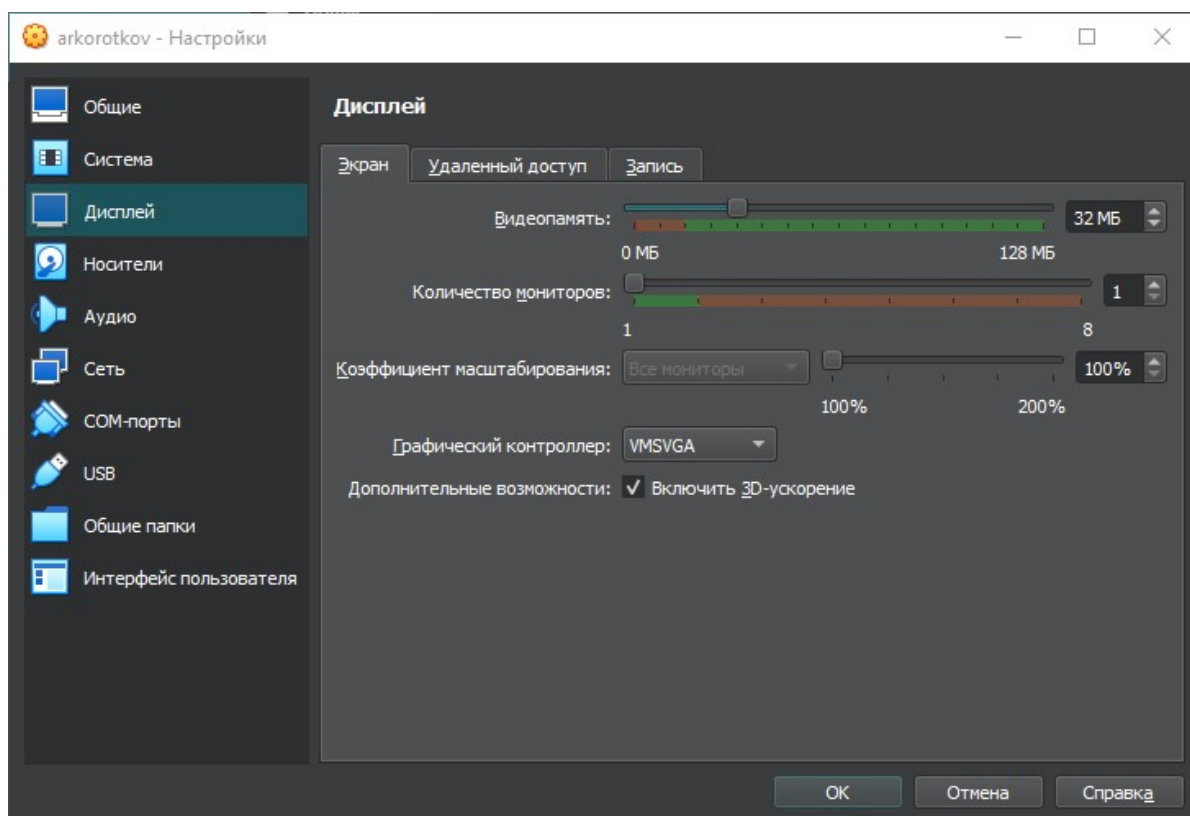 arkorotkov - Настройки
Общие
Система
Дисплей
Носители
Аудио
Сеть
COM-порты
USB
Общие папки
Интерфейс пользователя
Дисплей
Экран Удаленный доступ Запись
Видеопамять: 32 МБ
0 МБ 128 МБ
Количество мониторов: 1
1 8
Коэффициент масштабирования: Все мониторы 100%
100% 200%
Графический контроллер: VMSVGA
Дополнительные возможности: Включить 3D-ускорение
OK Отмена Справка